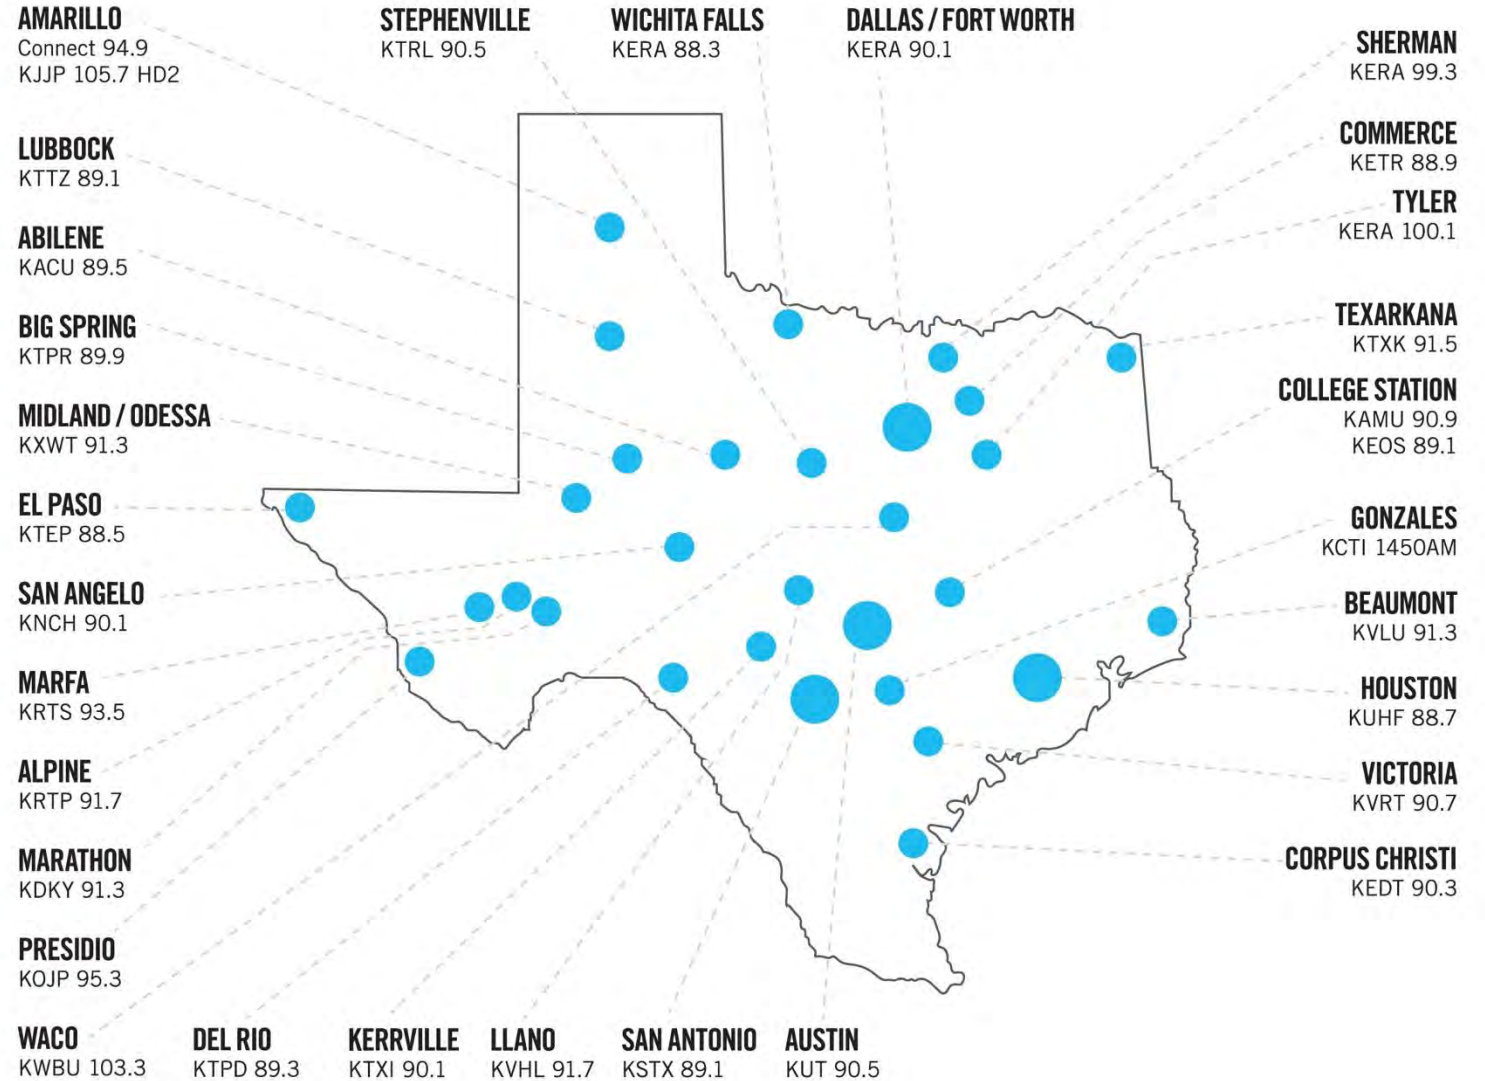 AMARILLO
Connect 94.9
KJJP 105.7 HD2
STEPHENVILLE
KTRL 90.5
WICHITA FALLS
KERA 88.3
DALLAS / FORT WORTH
KERA 90.1
SHERMAN
KERA 99.3
COMMERCE
KETR 88.9
TYLER
KERA 100.1
TEXARKANA
KTXK 91.5
COLLEGE STATION
KAMU 90.9
KEOS 89.1
GONZALES
KCTI 1450AM
BEAUMONT
KVLU 91.3
HOUSTON
KUHF 88.7
VICTORIA
KVRT 90.7
CORPUS CHRISTI
KEDT 90.3
LUBBOCK
KTTZ 89.1
ABILENE
KACU 89.5
BIG SPRING
KTPR 89.9
MIDLAND / ODESSA
KXWT 91.3
EL PASO
KTEP 88.5
SAN ANGELO
KNCH 90.1
MARFA
KRTS 93.5
ALPINE
KRTP 91.7
MARATHON
KDKY 91.3
PRESIDIO
KOJP 95.3
WACO
KWBU 103.3
DEL RIO
KTPD 89.3
KERRVILLE
KTXI 90.1
LLANO
KVHL 91.7
SAN ANTONIO
KSTX 89.1
AUSTIN
KUT 90.5